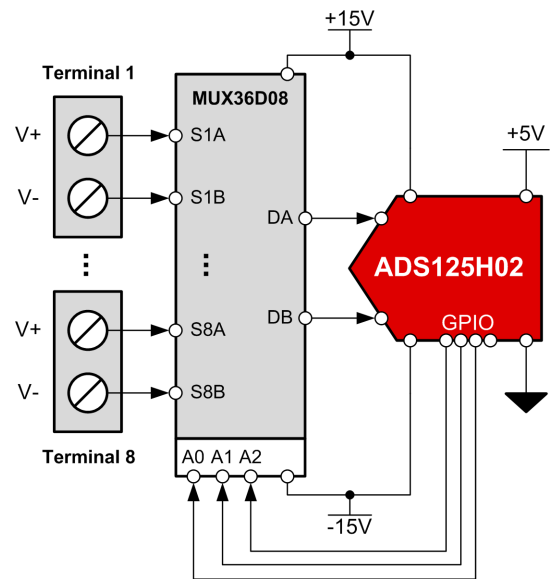 +15V
Terminal 1
MUX36D08
V+
S1A
+5V
V-
S1B
DA
ADS125H02
V+
S8A
DB
GPIO
V-
S8B
Terminal 8
A0 A1 A2
-15V